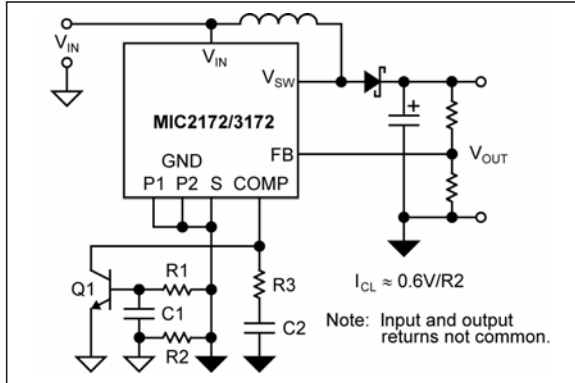 V_IN
V_IN
V_SW
MIC2172/3172
GND
FB
P1 P2 S COMP
V_OUT
+
Q1
R1
C1
R2
R3
C2
I_CL ≈ 0.6V/R2
Note: Input and output
returns not common.